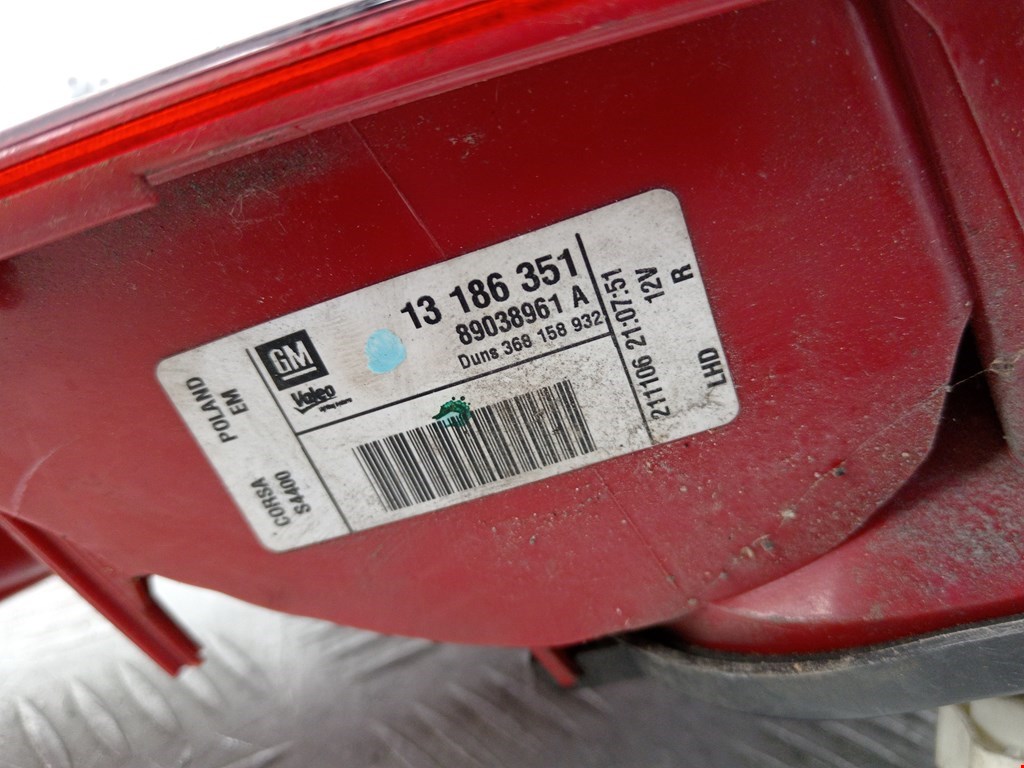 POLAND
EM
CORSA
S4400
GM
Valeo
13 186 351
89038961 A
Duns 368 158 932
211106 21:07:51
12V
R
LHD